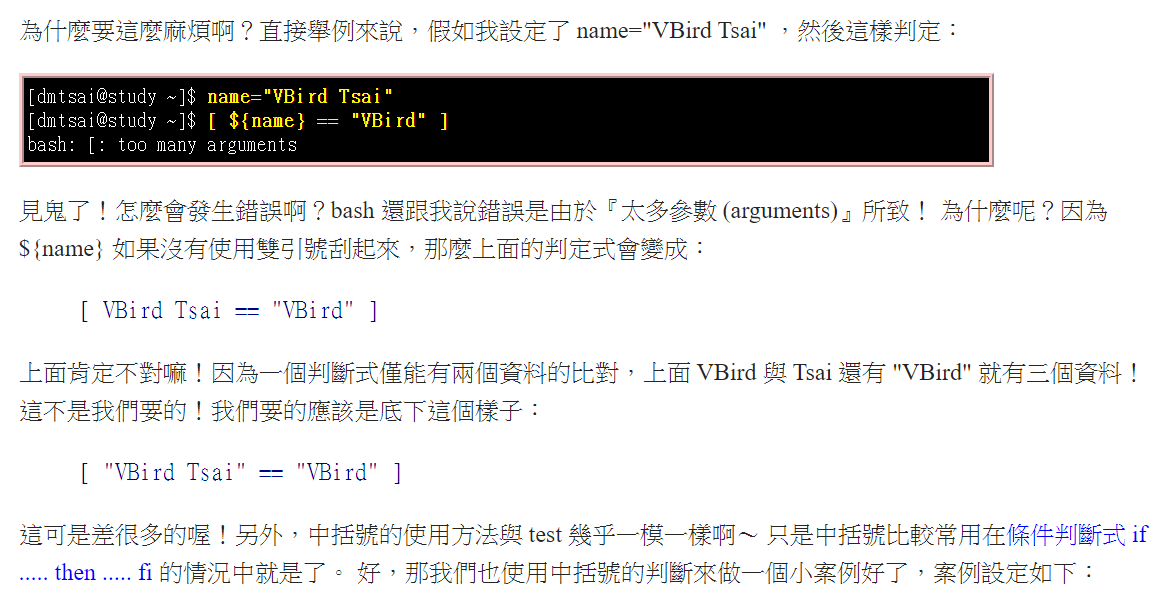 為什麼要這麼麻煩啊？直接舉例來說，假如我設定了 name="VBird Tsai" ，然後這樣判定：
[dmtsai@study ~]$ name="VBird Tsai"
[dmtsai@study ~]$ [ ${name} == "VBird" ]
bash: [: too many arguments
見鬼了！怎麼會發生錯誤啊？bash 還跟我說錯誤是由於『太多參數 (arguments)』所致！ 為什麼呢？因為
${name} 如果沒有使用雙引號刮起來，那麼上面的判定式會變成：
[ VBird Tsai == "VBird" ]
上面肯定不對嘛！因為一個判斷式僅能有兩個資料的比對，上面 VBird 與 Tsai 還有 "VBird" 就有三個資料！
這不是我們要的！我們要的應該是底下這個樣子：
[ "VBird Tsai" == "VBird" ]
這可是差很多的喔！另外，中括號的使用方法與 test 幾乎一模一樣啊～ 只是中括號比較常用在條件判斷式 if
..... then ..... fi 的情況中就是了。 好，那我們也使用中括號的判斷來做一個小案例好了，案例設定如下：